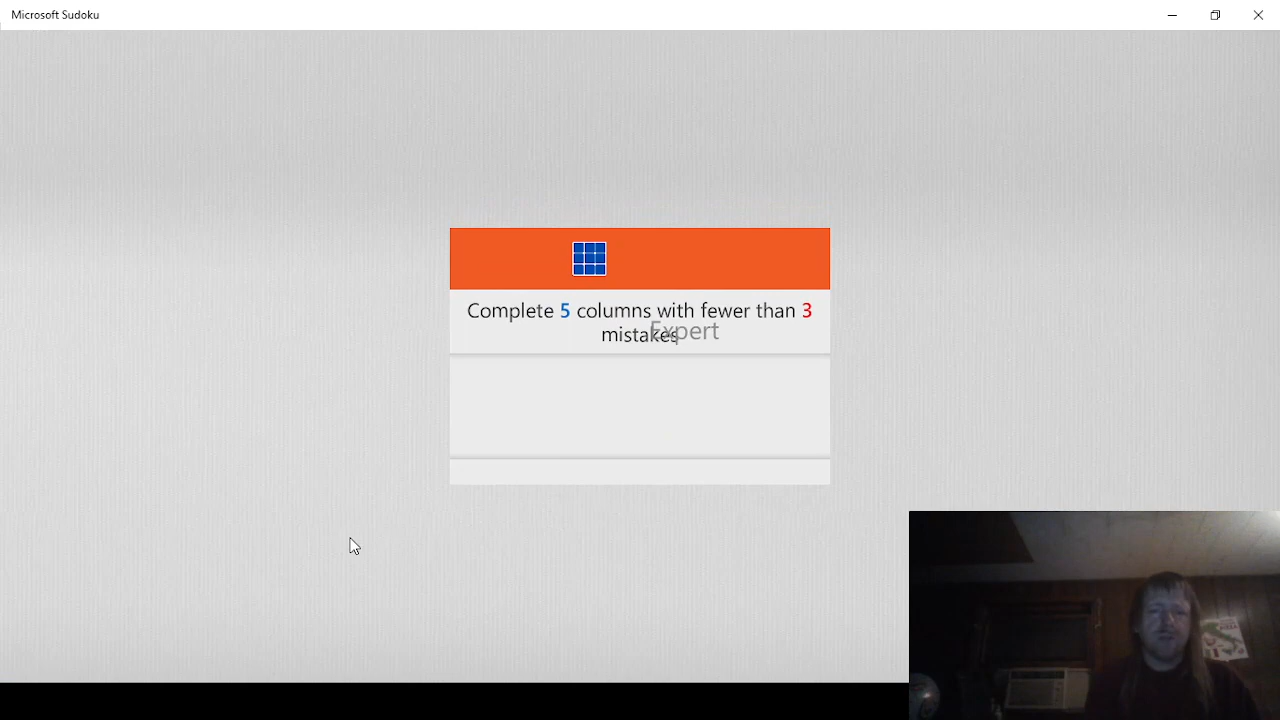 Microsoft Sudoku
Complete 5 columns with fewer than 3
mistakes
Expert